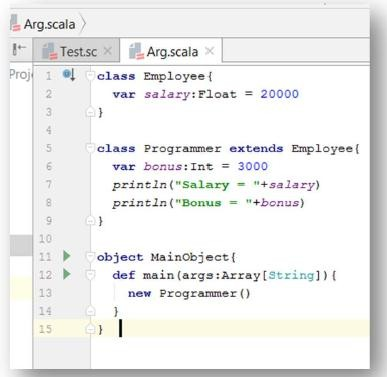 Arg.scala
Test.sc × Arg.scala ×
Proj
1 class Employee{
2 var salary:Float = 20000
3 }
4
5 class Programmer extends Employee{
6 var bonus:Int = 3000
7 println("Salary = "+salary)
8 println("Bonus = "+bonus)
9 }
10
11 object MainObject{
12 def main(args:Array[String]){
13 new Programmer()
14 }
15 }